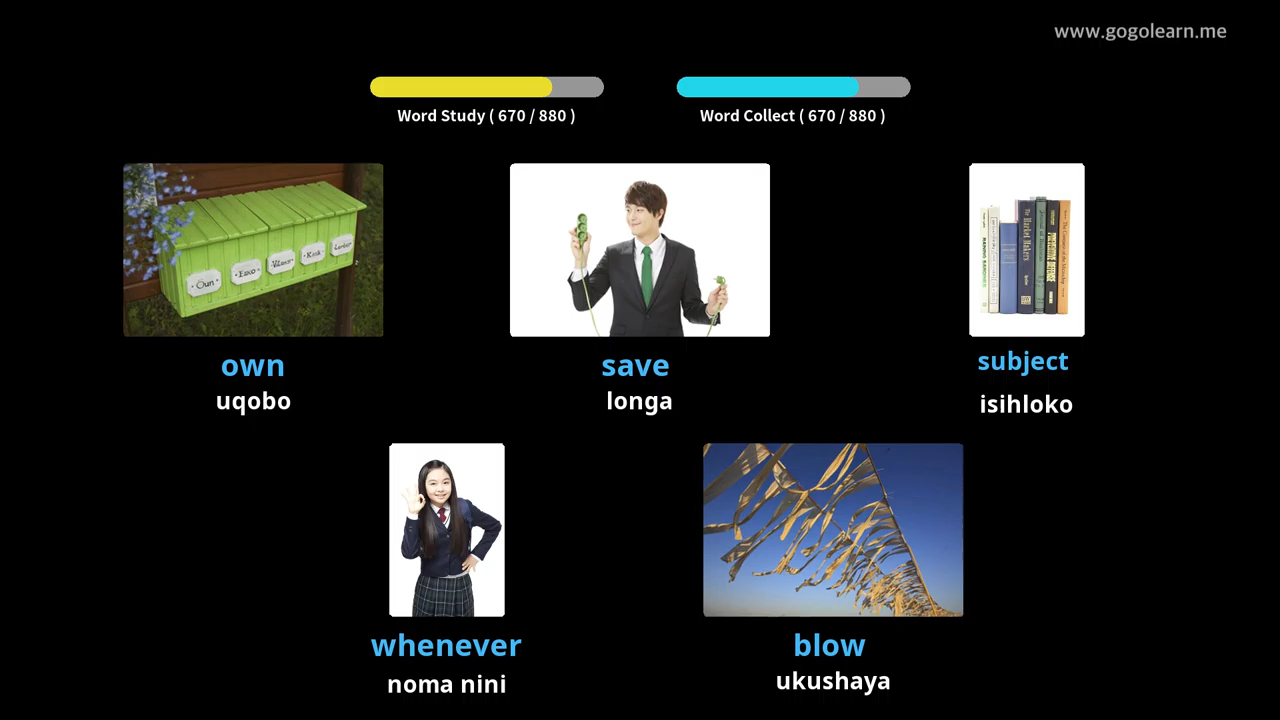 www.gogolearn.me
Word Study ( 670 / 880 )
Word Collect ( 670 / 880 )
own
uqobo
save
longa
subject
isihloko
whenever
noma nini
blow
ukushaya